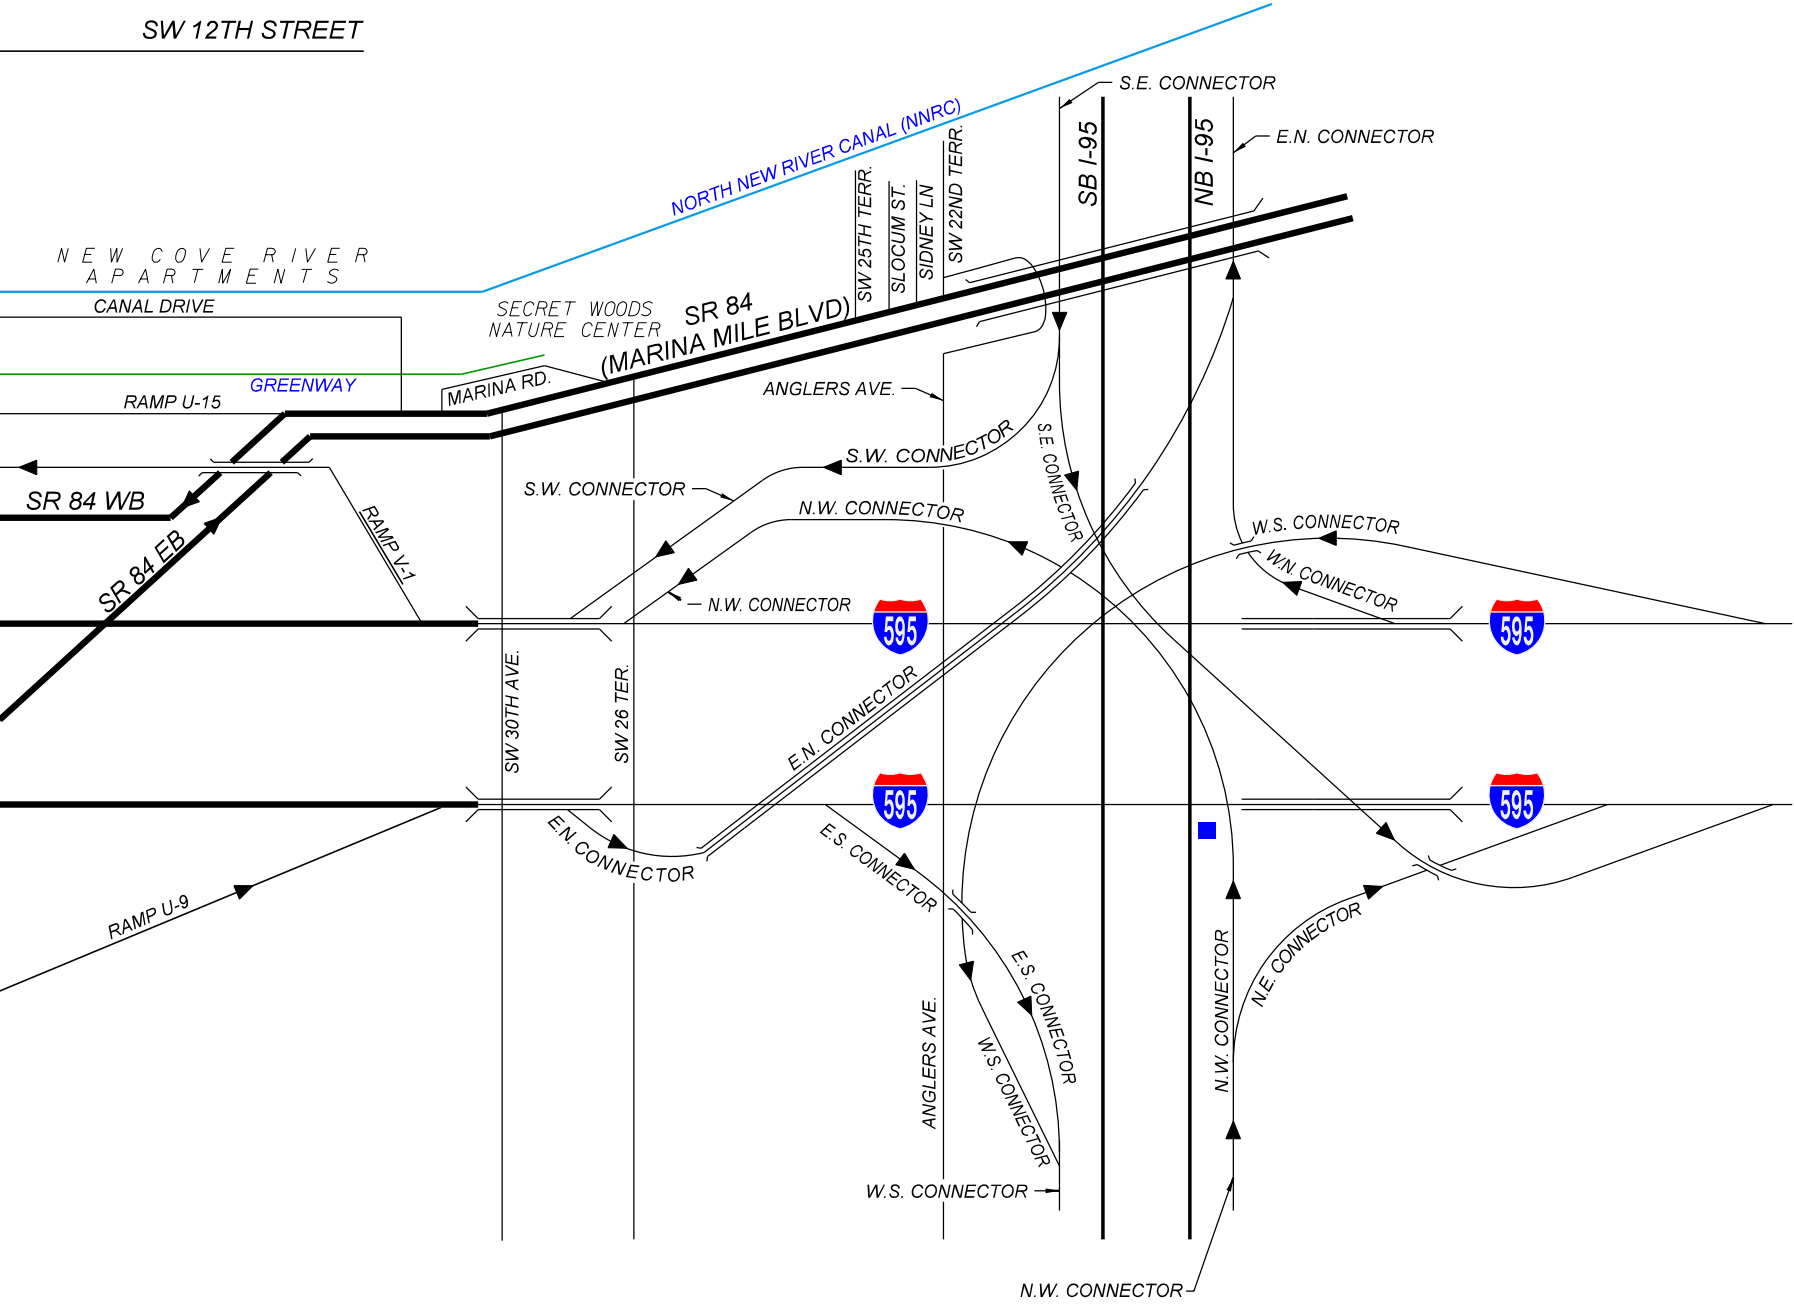 SW 12TH STREET
S.E. CONNECTOR
E.N. CONNECTOR
SB I-95
NB I-95
NORTH NEW RIVER CANAL (NNRC)
SW 25TH TERR.
SLOCUM ST.
SIDNEY LN
SW 22ND TERR.
NEW COVE RIVER
APARTMENTS
CANAL DRIVE
SECRET WOODS
NATURE CENTER
SR 84
(MARINA MILE BLVD)
GREENWAY
MARINA RD.
RAMP U-15
ANGLERS AVE.
S.W. CONNECTOR
S.E. CONNECTOR
S.W. CONNECTOR
SR 84 WB
N.W. CONNECTOR
W.S. CONNECTOR
RAMP V-1
SR 84 EB
W.N. CONNECTOR
N.W. CONNECTOR
595
595
SW 30TH AVE.
SW 26 TER.
E.N. CONNECTOR
595
595
E.N. CONNECTOR
E.S. CONNECTOR
RAMP U-9
N.E. CONNECTOR
E.S. CONNECTOR
N.W. CONNECTOR
ANGLERS AVE.
W.S. CONNECTOR
W.S. CONNECTOR
N.W. CONNECTOR